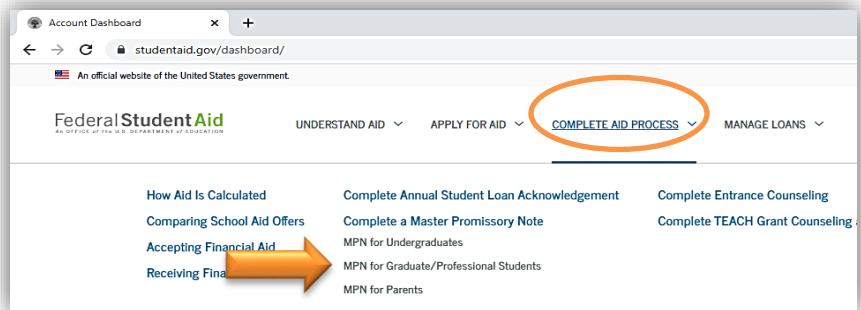 Account Dashboard
studentaid.gov/dashboard/
An official website of the United States government.
Federal Student Aid
An OFFICE of the U.S. DEPARTMENT of EDUCATION
UNDERSTAND AID
APPLY FOR AID
COMPLETE AID PROCESS
MANAGE LOANS
How Aid Is Calculated
Comparing School Aid Offers
Accepting Financial Aid
Receiving Fina
Complete Annual Student Loan Acknowledgement
Complete a Master Promissory Note
MPN for Undergraduates
MPN for Graduate/Professional Students
MPN for Parents
Complete Entrance Counseling
Complete TEACH Grant Counseling